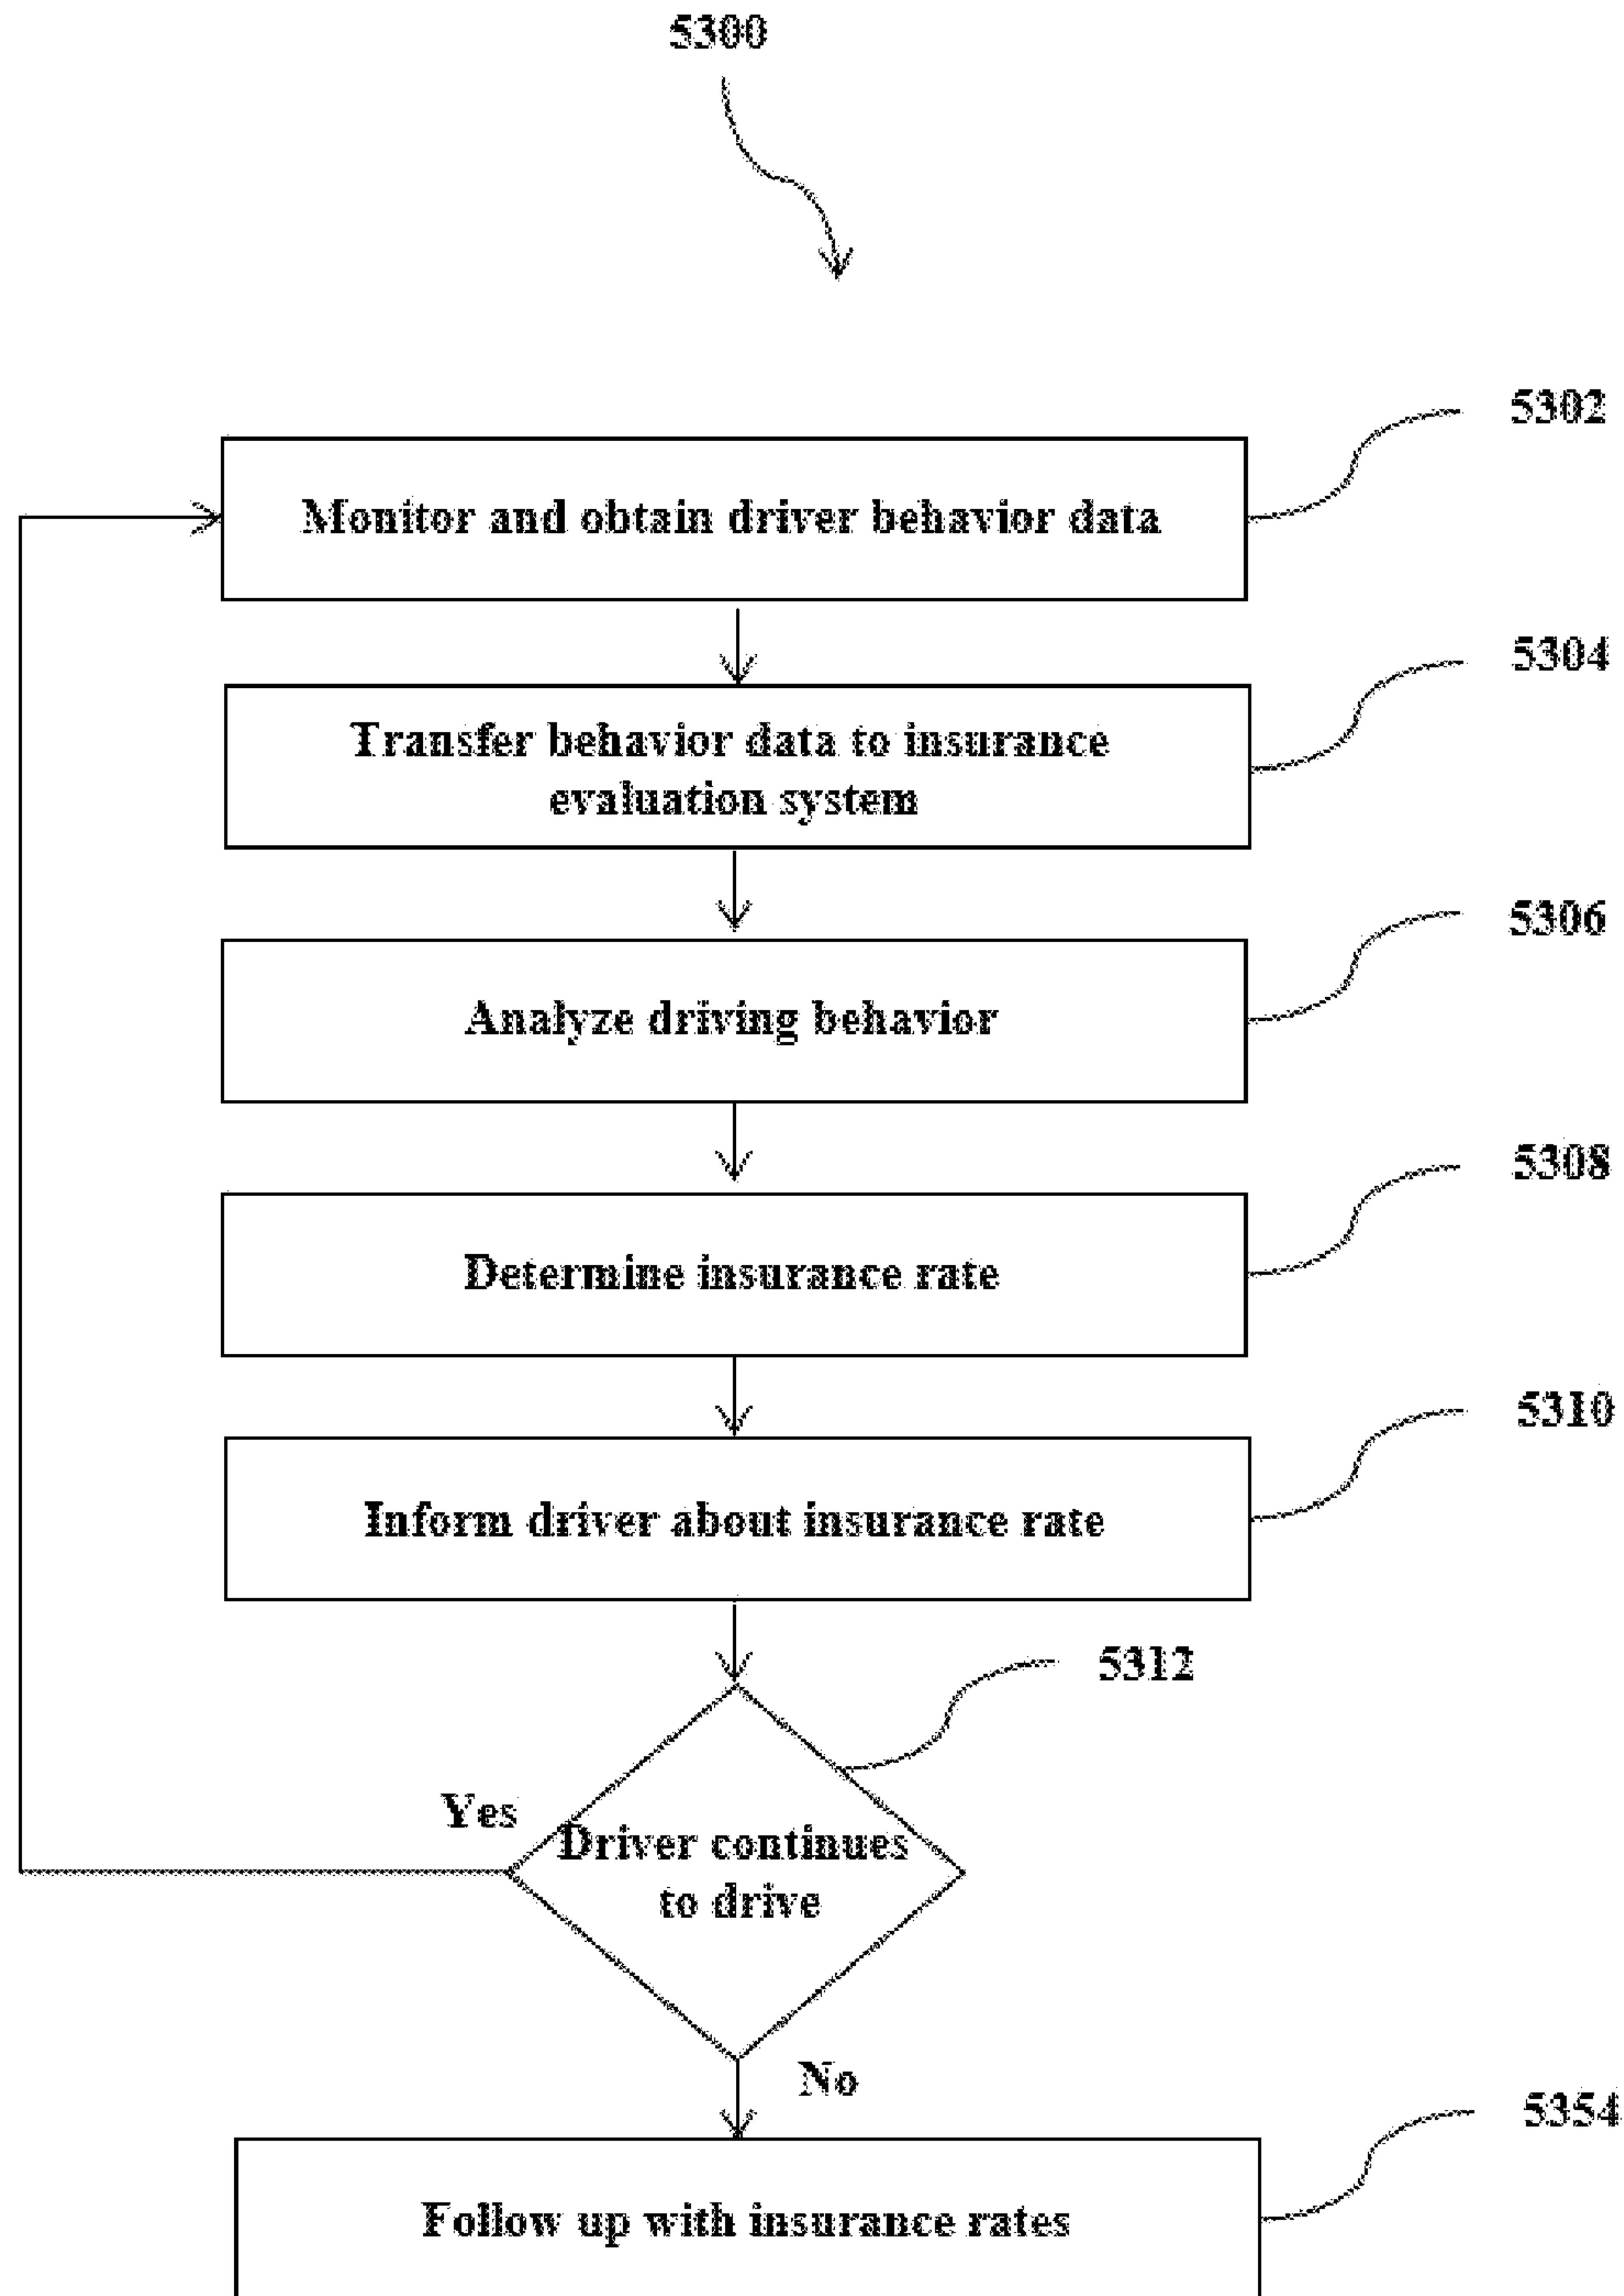 5300
5302
Monitor and obtain driver behavior data
5304
Transfer behavior data to insurance
evaluation system
5306
Analyze driving behavior
5308
Determine insurance rate
5310
Inform driver about insurance rate
5312
Yes
Driver continues
to drive
No
5354
Follow up with insurance rates